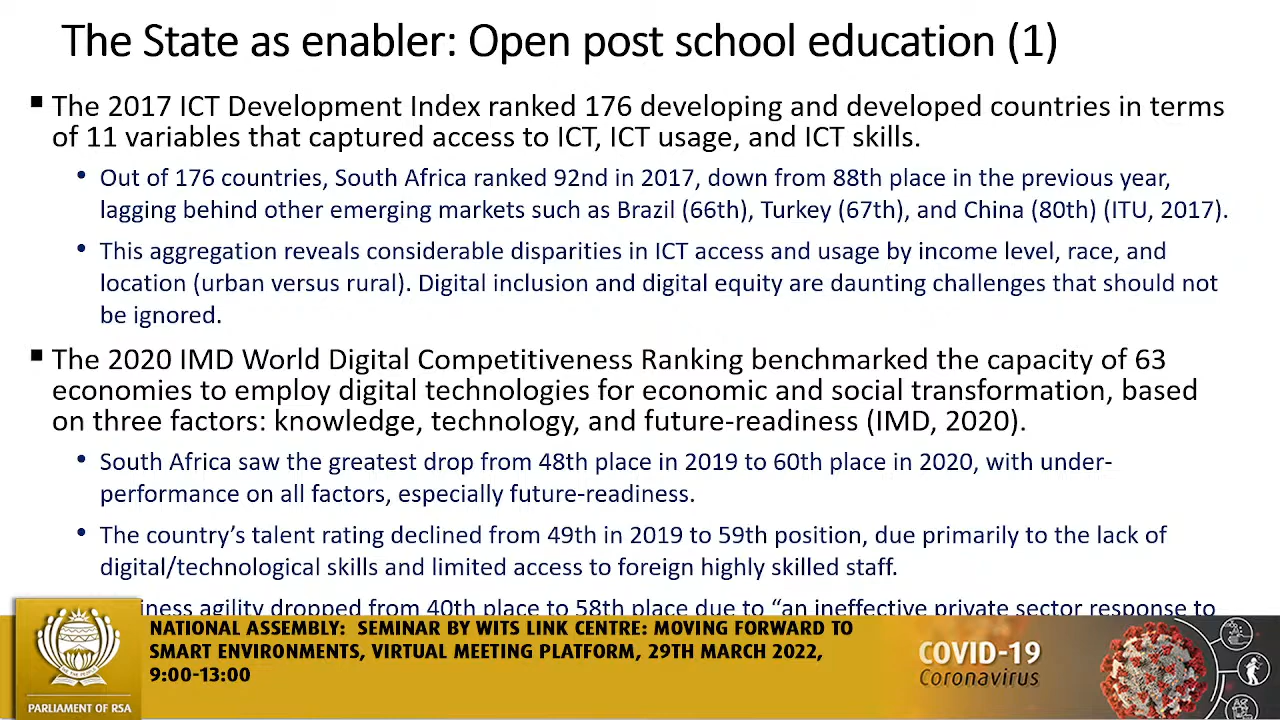 The State as enabler: Open post school education (1)
▪ The 2017 ICT Development Index ranked 176 developing and developed countries in terms
of 11 variables that captured access to ICT, ICT usage, and ICT skills.
• Out of 176 countries, South Africa ranked 92nd in 2017, down from 88th place in the previous year,
lagging behind other emerging markets such as Brazil (66th), Turkey (67th), and China (80th) (ITU, 2017).
• This aggregation reveals considerable disparities in ICT access and usage by income level, race, and
location (urban versus rural). Digital inclusion and digital equity are daunting challenges that should not
be ignored.
▪ The 2020 IMD World Digital Competitiveness Ranking benchmarked the capacity of 63
economies to employ digital technologies for economic and social transformation, based
on three factors: knowledge, technology, and future-readiness (IMD, 2020).
• South Africa saw the greatest drop from 48th place in 2019 to 60th place in 2020, with under-
performance on all factors, especially future-readiness.
• The country’s talent rating declined from 49th in 2019 to 59th position, due primarily to the lack of
digital/technological skills and limited access to foreign highly skilled staff.
agility dropped from 40th place to 58th place due to “an ineffective private sector response to
NATIONAL ASSEMBLY: SEMINAR BY WITS LINK CENTRE: MOVING FORWARD TO
SMART ENVIRONMENTS, VIRTUAL MEETING PLATFORM, 29TH MARCH 2022,
9:00-13:00
PARLIAMENT OF RSA
COVID-19
Coronavirus